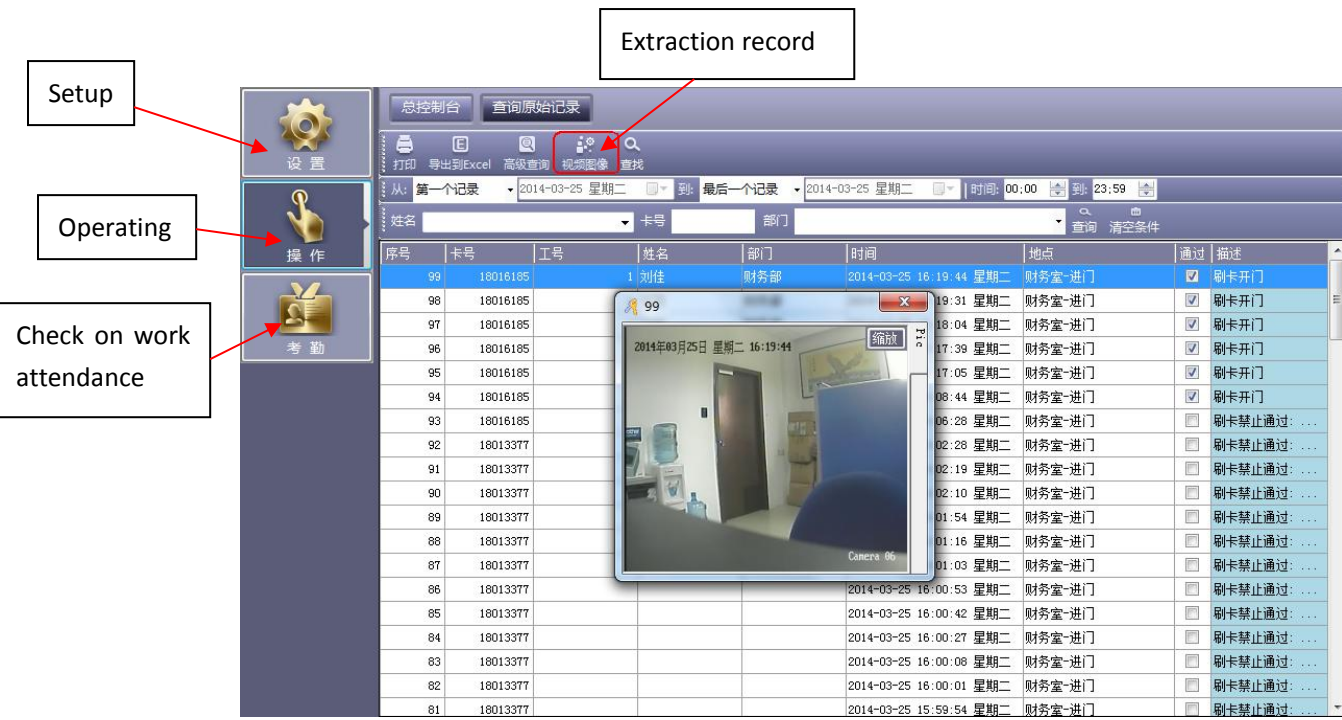 Extraction record
Setup
Operating
Check on work
attendance
设 置
操 作
考 勤
总控制台 查询原始记录
打印 导出到Excel 高级查询 视频图像 查找
从: 第一个记录 2014-03-25 星期二 到: 最后一个记录 2014-03-25 星期二 时间: 00:00 到: 23:59
姓名 卡号 部门 查询 清空条件
序号 卡号 工号 姓名 部门 时间 地点 通过 描述
99 18016185 1 刘佳 财务部 2014-03-25 16:19:44 星期二 财务室-进门 刷卡开门
98 18016185 19:31 星期二 财务室-进门 刷卡开门
97 18016185 18:04 星期二 财务室-进门 刷卡开门
96 18016185 17:39 星期二 财务室-进门 刷卡开门
95 18016185 17:05 星期二 财务室-进门 刷卡开门
94 18016185 08:44 星期二 财务室-进门 刷卡开门
93 18016185 06:28 星期二 财务室-进门 刷卡禁止通过: ...
92 18013377 02:28 星期二 财务室-进门 刷卡禁止通过: ...
91 18013377 02:19 星期二 财务室-进门 刷卡禁止通过: ...
90 18013377 02:10 星期二 财务室-进门 刷卡禁止通过: ...
89 18013377 01:54 星期二 财务室-进门 刷卡禁止通过: ...
88 18013377 01:16 星期二 财务室-进门 刷卡禁止通过: ...
87 18013377 01:03 星期二 财务室-进门 刷卡禁止通过: ...
86 18013377 2014-03-25 16:00:53 星期二 财务室-进门 刷卡禁止通过: ...
85 18013377 2014-03-25 16:00:42 星期二 财务室-进门 刷卡禁止通过: ...
84 18013377 2014-03-25 16:00:27 星期二 财务室-进门 刷卡禁止通过: ...
83 18013377 2014-03-25 16:00:08 星期二 财务室-进门 刷卡禁止通过: ...
82 18013377 2014-03-25 16:00:01 星期二 财务室-进门 刷卡禁止通过: ...
81 18013377 2014-03-25 15:59:54 星期二 财务室-进门 刷卡禁止通过: ...
99
2014年03月25日 星期二 16:19:44
缩放
Pic
Camera 06